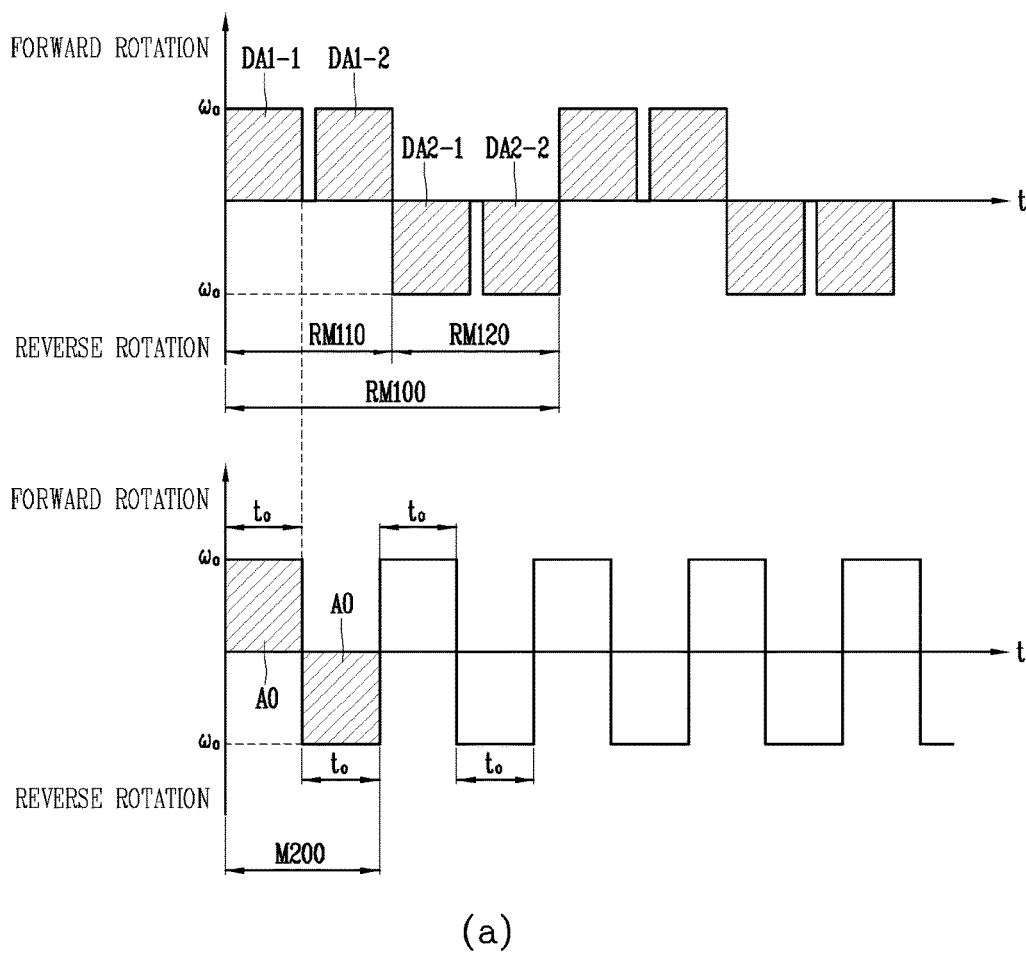 FORWARD ROTATION
DA1-1 DA1-2
ω₀
DA2-1 DA2-2
t
ω₀
REVERSE ROTATION
RM110 RM120
RM100
FORWARD ROTATION
t₀ t₀
ω₀
A0
t
A0
ω₀
t₀ t₀
REVERSE ROTATION
M200
(a)